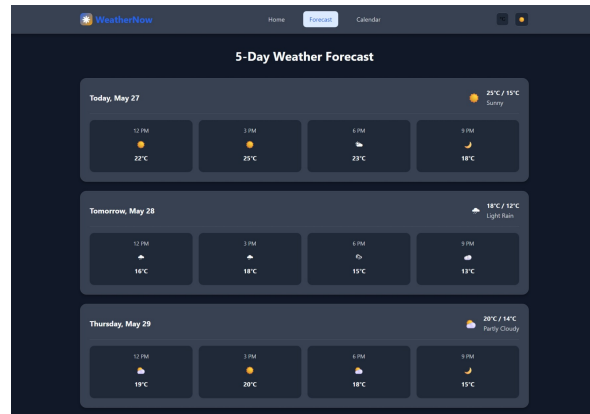 WeatherNow
Home Forecast Calendar
5-Day Weather Forecast
Today, May 27
25°C / 15°C
Sunny
12 PM 3 PM 6 PM 9 PM
22°C 25°C 23°C 18°C
Tomorrow, May 28
18°C / 12°C
Light Rain
12 PM 3 PM 6 PM 9 PM
16°C 18°C 15°C 13°C
Thursday, May 29
20°C / 14°C
Partly Cloudy
12 PM 3 PM 6 PM 9 PM
19°C 20°C 18°C 15°C